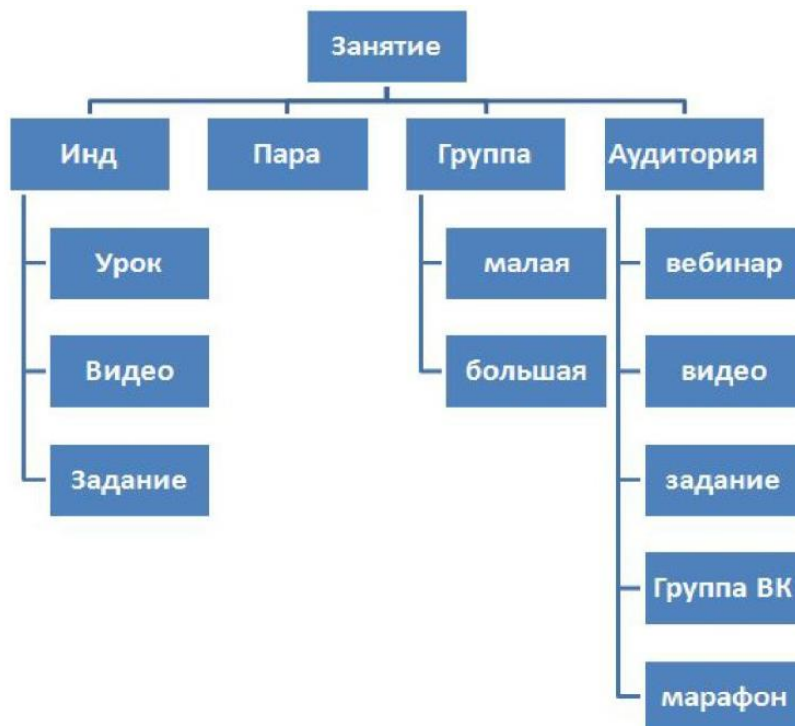 Занятие
Инд
Пара
Группа
Аудитория
Урок
Видео
Задание
малая
большая
вебинар
видео
задание
Группа ВК
марафон